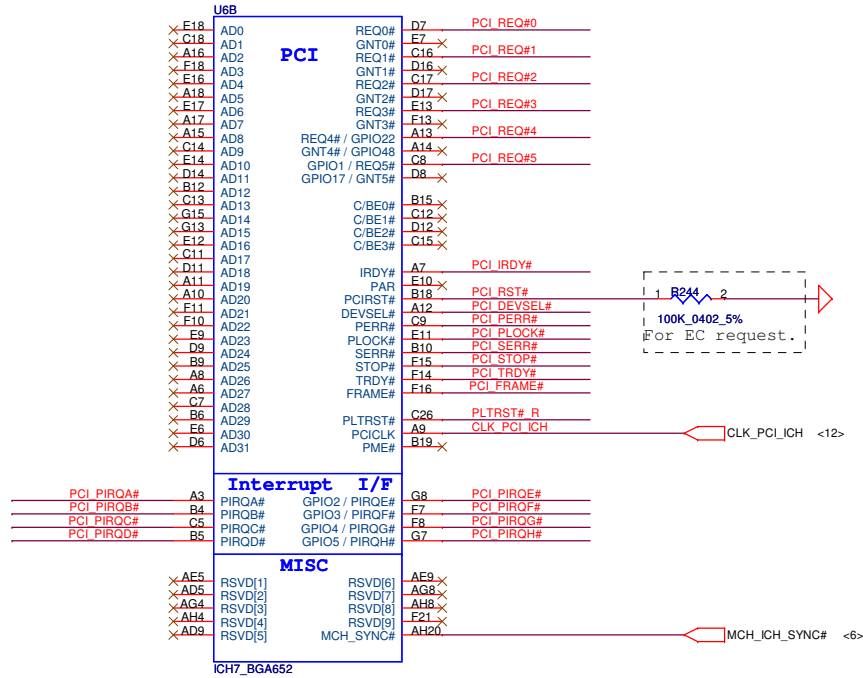 U6B
PCI
E18 AD0 REQ0# D7 PCI_REQ#0
C18 AD1 GNT0# E7
A16 AD2 REQ1# C16 PCI_REQ#1
F18 AD3 GNT1# D16
E16 AD4 REQ2# C17 PCI_REQ#2
A18 AD5 GNT2# D17
E17 AD6 REQ3# E13 PCI_REQ#3
A17 AD7 GNT3# F13
A15 AD8 REQ4# / GPIO22 A13 PCI_REQ#4
C14 AD9 GNT4# / GPIO48 A14
E14 AD10 GPIO1 / REQ5# C8 PCI_REQ#5
D14 AD11 GPIO17 / GNT5# D8
B12 AD12
C13 AD13 C/BE0# B15
G15 AD14 C/BE1# C12
G13 AD15 C/BE2# D12
E12 AD16 C/BE3# C15
C11 AD17
D11 AD18 IRDY# A7 PCI_IRDY#
A11 AD19 PAR E10
A10 AD20 PCIRST# B18 PCI_RST# 1 R244 2
F11 AD21 DEVSEL# A12 PCI_DEVSEL#
F10 AD22 PERR# C9 PCI_PERR# 100K_0402_5%
E9 AD23 PLOCK# E11 PCI_PLOCK# For EC request.
D9 AD24 SERR# B10 PCI_SERR#
B9 AD25 STOP# F15 PCI_STOP#
A8 AD26 TRDY# F14 PCI_TRDY#
A6 AD27 FRAME# F16 PCI_FRAME#
C7 AD28
B6 AD29 PLTRST# C26 PLTRST#_R
E6 AD30 PCICLK A9 CLK_PCI_ICH CLK_PCI_ICH <12>
D6 AD31 PME# B19
Interrupt I/F
PCI_PIRQA# A3 PIRQA# GPIO2 / PIRQE# G8 PCI_PIRQE#
PCI_PIRQB# B4 PIRQB# GPIO3 / PIRQF# F7 PCI_PIRQF#
PCI_PIRQC# C5 PIRQC# GPIO4 / PIRQG# F8 PCI_PIRQG#
PCI_PIRQD# B5 PIRQD# GPIO5 / PIRQH# G7 PCI_PIRQH#
MISC
AE5 RSVD[1] RSVD[6] AE9
AD5 RSVD[2] RSVD[7] AG8
AG4 RSVD[3] RSVD[8] AH8
AH4 RSVD[4] RSVD[9] F21
AD9 RSVD[5] MCH_SYNC# AH20 MCH_ICH_SYNC# <6>
ICH7_BGA652